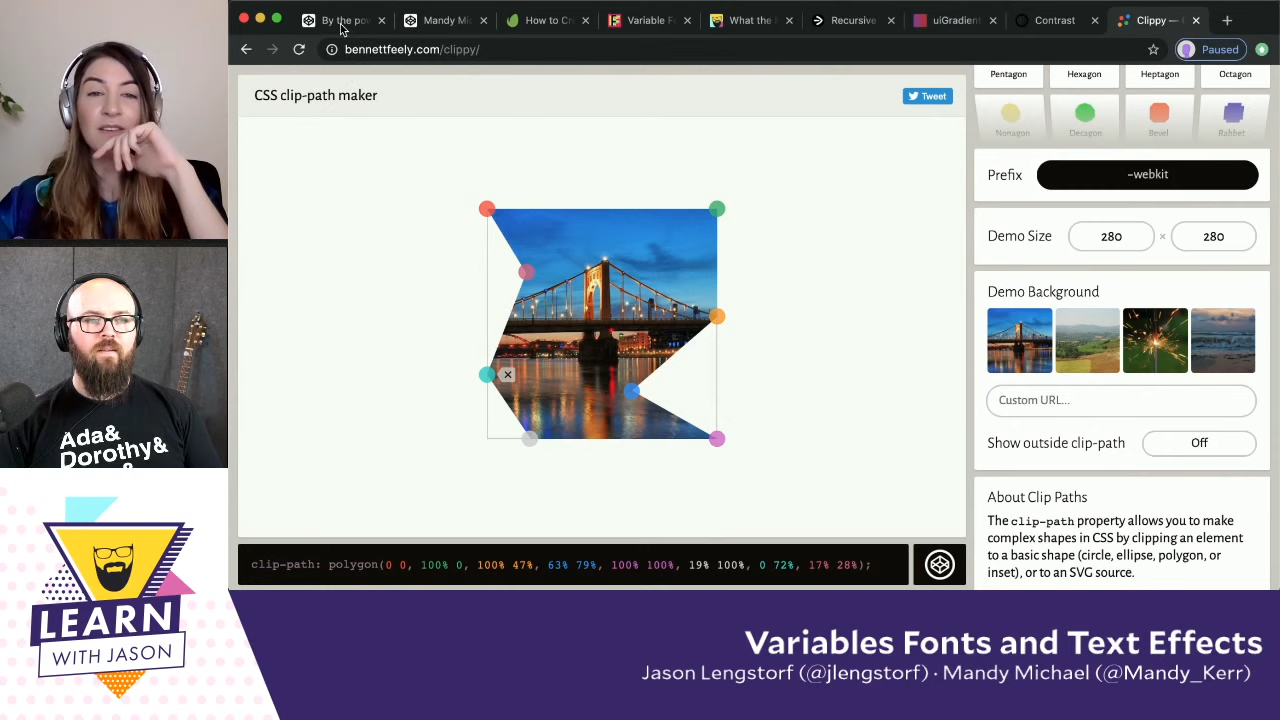 By the pow
Mandy Mic
How to Cr
Variable F
What the
Recursive
uiGradient
Contrast
Clippy —
bennettfeely.com/clippy/
Paused
CSS clip-path maker
Tweet
Pentagon
Hexagon
Heptagon
Octagon
Nonagon
Decagon
Bevel
Rabbet
Prefix
-webkit
Demo Size
280 × 280
Demo Background
Custom URL...
Show outside clip-path
Off
About Clip Paths
The clip-path property allows you to make
complex shapes in CSS by clipping an element
to a basic shape (circle, ellipse, polygon, or
inset), or to an SVG source.
clip-path: polygon(0 0, 100% 0, 100% 47%, 63% 79%, 100% 100%, 19% 100%, 0 72%, 17% 28%);
Ada&
Dorothy&
LEARN
WITH JASON
Variables Fonts and Text Effects
Jason Lengstorf (@jlengstorf) · Mandy Michael (@Mandy_Kerr)